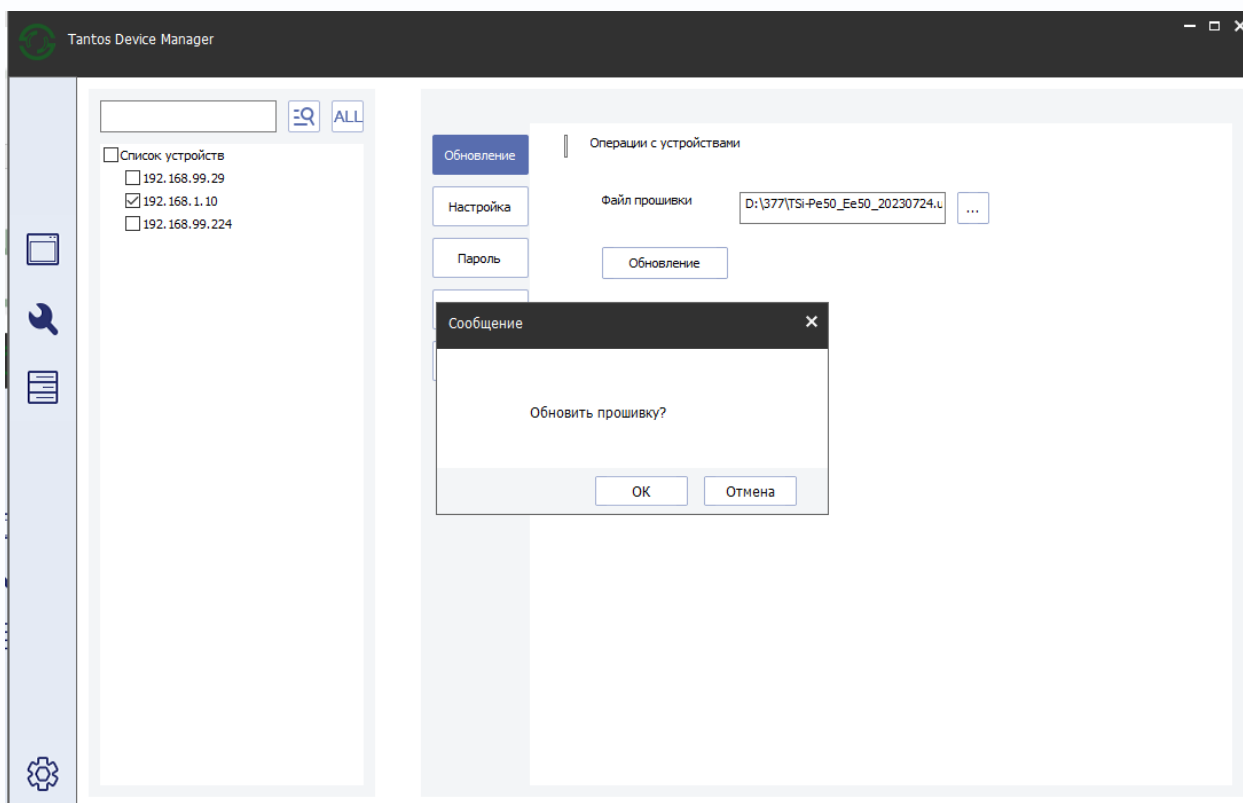 Tantos Device Manager
ALL
Список устройств
192.168.99.29
192.168.1.10
192.168.99.224
Обновление
Настройка
Пароль
Операции с устройствами
Файл прошивки
D:\377\TSi-Pe50_Ee50_20230724.u
...
Обновление
Сообщение
Обновить прошивку?
OK
Отмена